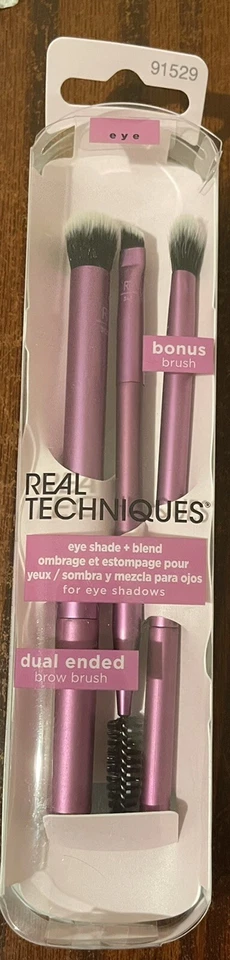 91529
eye
bonus
brush
REAL
TECHNIQUES®
eye shade + blend
ombrage et estompage pour
yeux / sombra y mezcla para ojos
for eye shadows
dual ended
brow brush